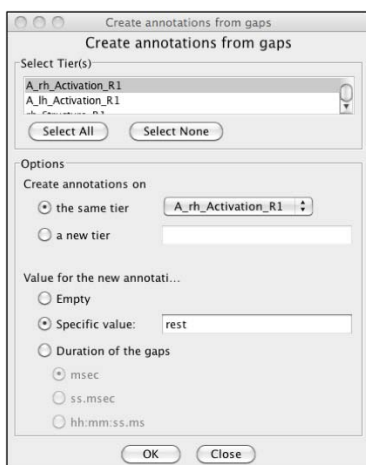 Create annotations from gaps
Create annotations from gaps
Select Tier(s)
A_rh_Activation_R1
A_lh_Activation_R1
rh_Structure_R1
Select All Select None
Options
Create annotations on
the same tier A_rh_Activation_R1
a new tier
Value for the new annotati...
Empty
Specific value: rest
Duration of the gaps
msec
ss.msec
hh:mm:ss.ms
OK Close